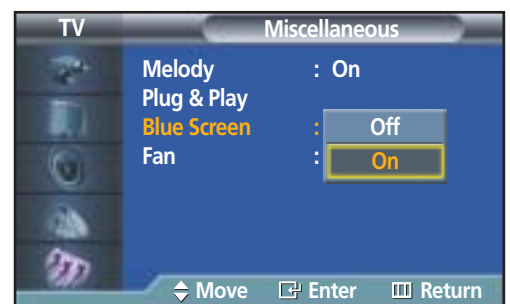 TV Miscellaneous
Melody : On
Plug & Play
Blue Screen : Off
Fan : On
Move Enter Return